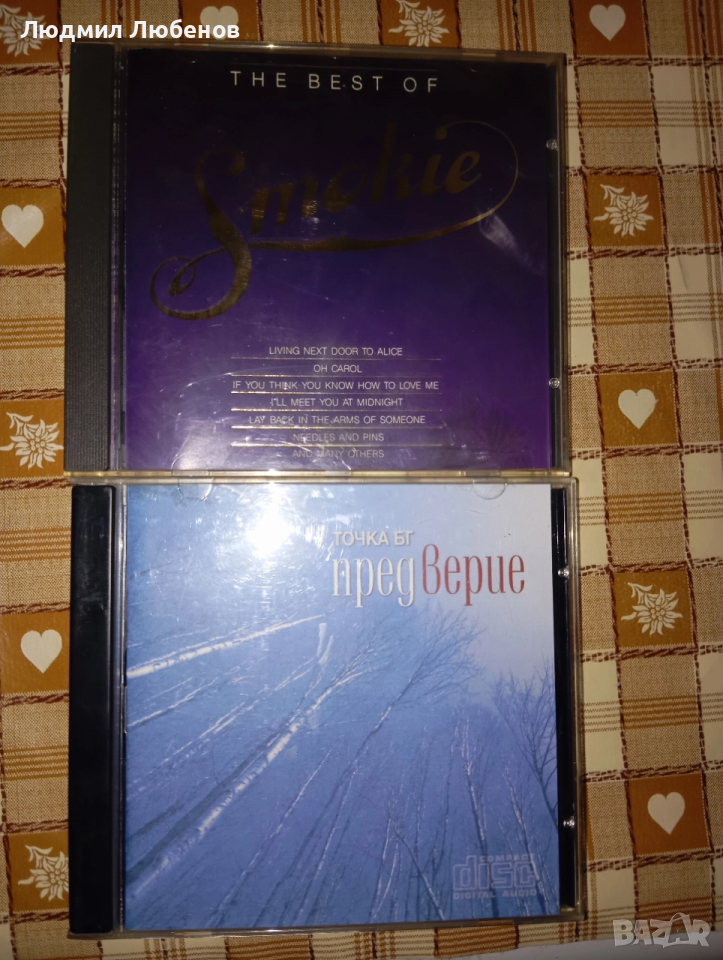 Людмил Любенов
THE BEST OF
Smokie
LIVING NEXT DOOR TO ALICE
OH CAROL
IF YOU THINK YOU KNOW HOW TO LOVE ME
I'LL MEET YOU AT MIDNIGHT
LAY BACK IN THE ARMS OF SOMEONE
NEEDLES AND PINS
AND MANY OTHERS
ТОЧКА БГ
предверие
COMPACT
disc
DIGITAL AUDIO
BAZAR